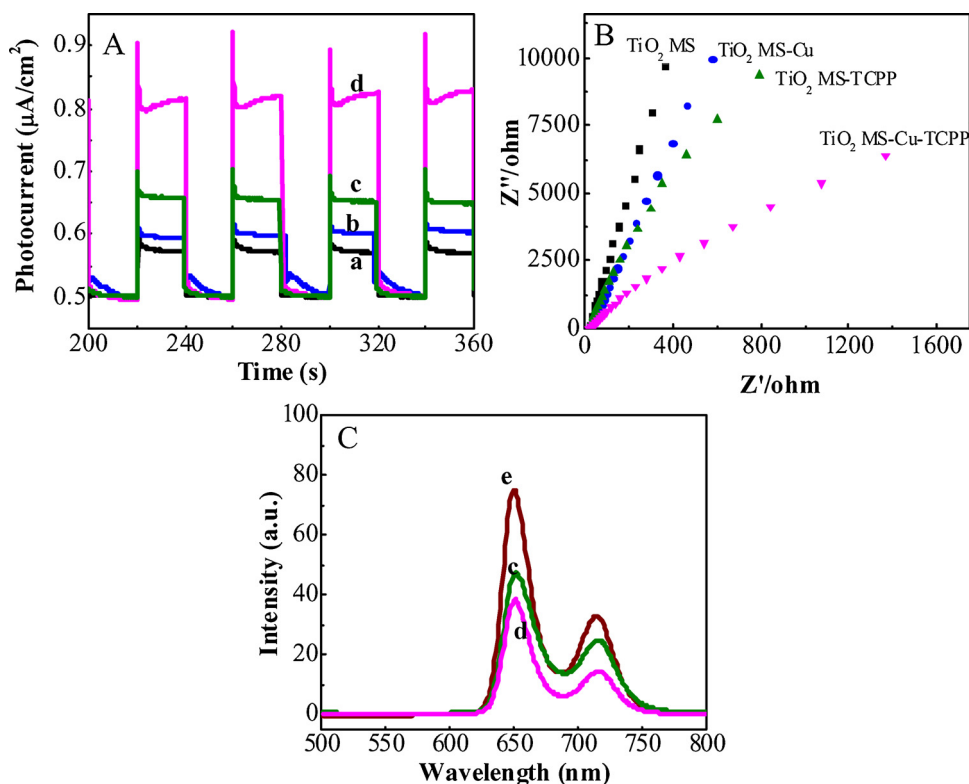 A
Photocurrent (μA/cm²)
0.9
0.8
0.7
0.6
0.5
d
c
b
a
200 240 280 320 360
Time (s)
B
Z''/ohm
10000
7500
5000
2500
0
TiO₂ MS
TiO₂ MS-Cu
TiO₂ MS-TCPP
TiO₂ MS-Cu-TCPP
0 400 800 1200 1600
Z'/ohm
C
Intensity (a.u.)
100
80
60
40
20
0
e
c
d
500 550 600 650 700 750 800
Wavelength (nm)